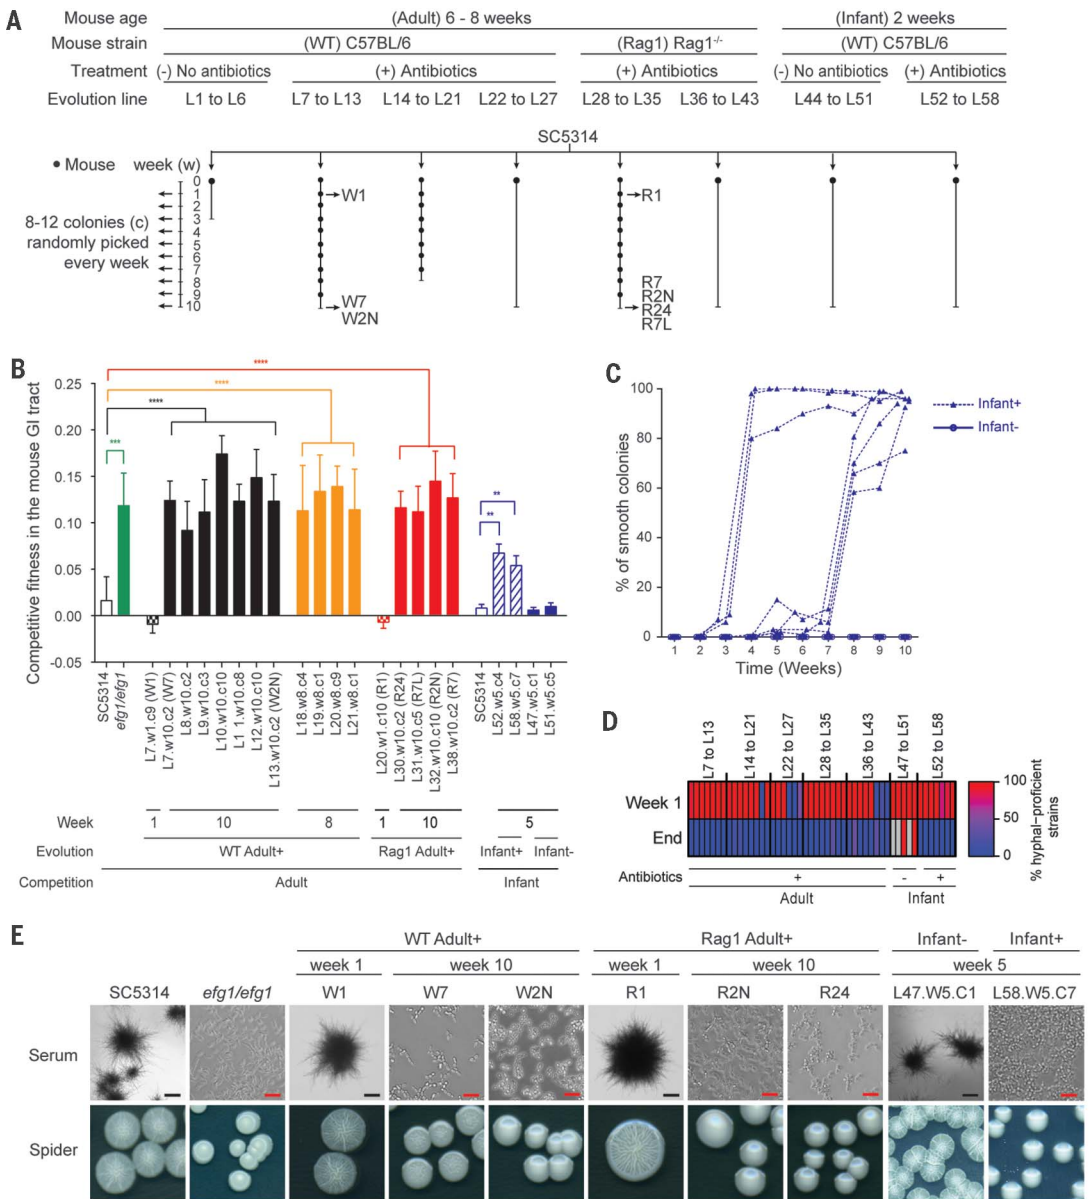 A
Mouse age (Adult) 6 - 8 weeks (Infant) 2 weeks
Mouse strain (WT) C57BL/6 (Rag1) Rag1-/- (WT) C57BL/6
Treatment (-) No antibiotics (+) Antibiotics (+) Antibiotics (-) No antibiotics (+) Antibiotics
Evolution line L1 to L6 L7 to L13 L14 to L21 L22 to L27 L28 to L35 L36 to L43 L44 to L51 L52 to L58
SC5314
• Mouse week (w)
0
1
2
3
4
5
6
7
8
9
10
8-12 colonies (c)
randomly picked
every week
W1
W7
W2N
R1
R7
R2N
R24
R7L
B
Competitive fitness in the mouse GI tract
0.25
0.20
0.15
0.10
0.05
0.00
-0.05
****
****
****
***
**
**
SC5314
efg1/efg1
L7.w1.c9 (W1)
L7.w10.c2 (W7)
L8.w10.c2
L9.w10.c3
L10.w10.c10
L1 1.w10.c8
L12.w10.c10
L13.w10.c2 (W2N)
L18.w8.c4
L19.w8.c1
L20.w8.c9
L21.w8.c1
L20.w1.c10 (R1)
L30.w10.c2 (R24)
L31.w10.c5 (R7L)
L32.w10.c10 (R2N)
L38.w10.c2 (R7)
SC5314
L52.w5.c4
L58.w5.c7
L47.w5.c1
L51.w5.c5
Week 1 10 8 1 10 5
Evolution WT Adult+ Rag1 Adult+ Infant+ Infant-
Competition Adult Infant
C
% of smooth colonies
100
80
60
40
20
0
1 2 3 4 5 6 7 8 9 10
Time (Weeks)
Infant+
Infant-
D
L7 to L13
L14 to L21
L22 to L27
L28 to L35
L36 to L43
L47 to L51
L52 to L58
Week 1
End
100
50
0
% hyphal-proficient
strains
Antibiotics + - +
Adult Infant
E
WT Adult+ Rag1 Adult+ Infant- Infant+
week 1 week 10 week 1 week 10 week 5
SC5314 efg1/efg1 W1 W7 W2N R1 R2N R24 L47.W5.C1 L58.W5.C7
Serum
Spider